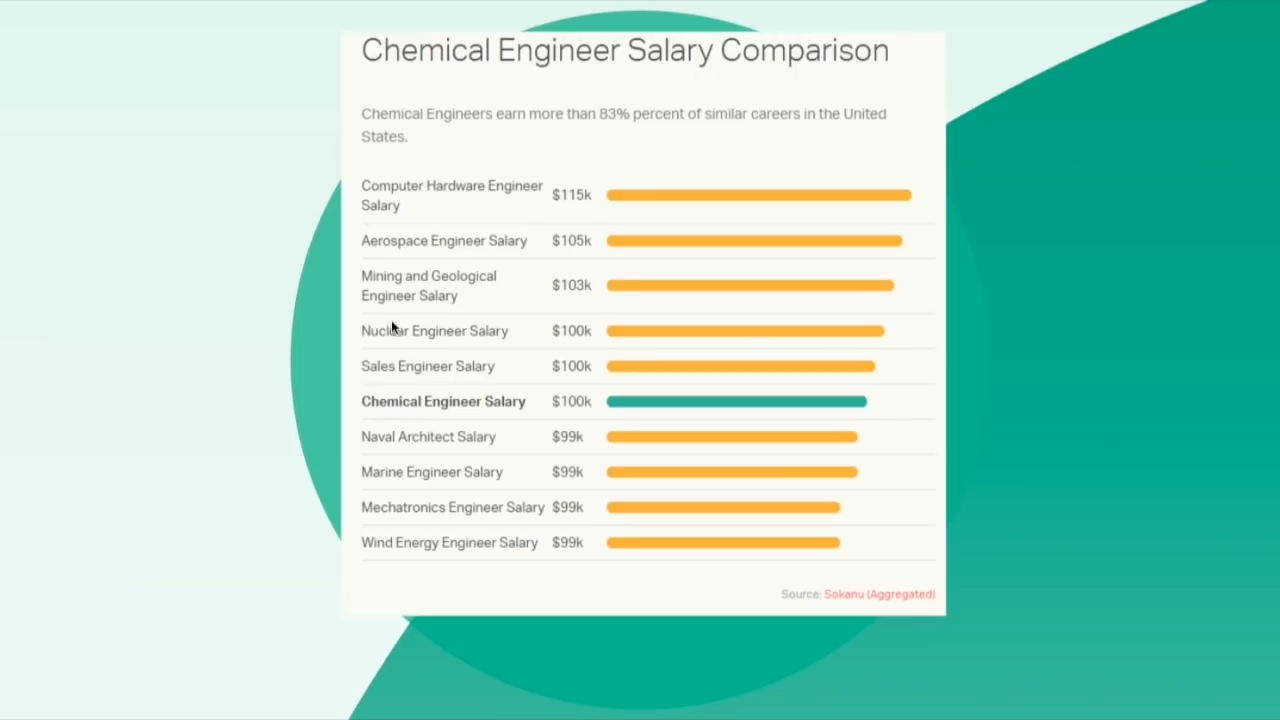 Chemical Engineer Salary Comparison
Chemical Engineers earn more than 83% percent of similar careers in the United
States.
Computer Hardware Engineer
Salary
$115k
Aerospace Engineer Salary $105k
Mining and Geological
Engineer Salary
$103k
Nuclear Engineer Salary $100k
Sales Engineer Salary $100k
Chemical Engineer Salary $100k
Naval Architect Salary $99k
Marine Engineer Salary $99k
Mechatronics Engineer Salary $99k
Wind Energy Engineer Salary $99k
Source: Sokanu (Aggregated)